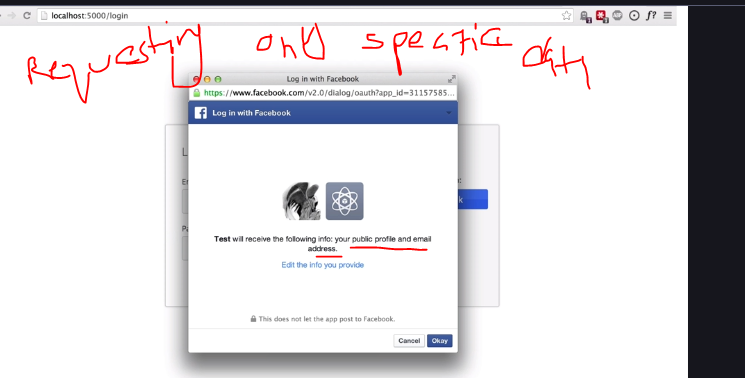 localhost:5000/login
Requesting only specific data
Log in with Facebook
https://www.facebook.com/v2.0/dialog/oauth?app_id=31157585...
Log in with Facebook
Test will receive the following info: your public profile and email
address.
Edit the info you provide
This does not let the app post to Facebook.
Cancel Okay